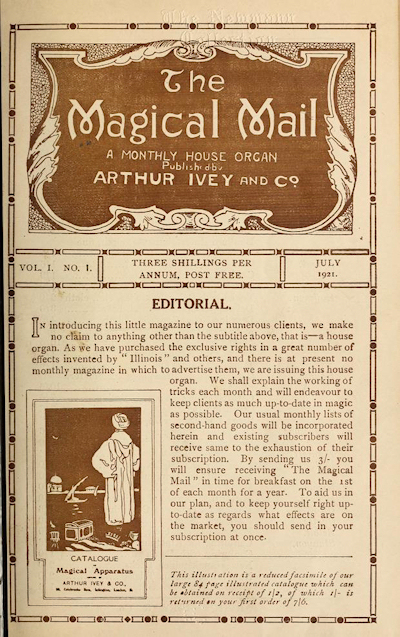 The
Magical Mail
A MONTHLY HOUSE ORGAN
Published by
ARTHUR IVEY AND Co.
VOL. I. NO. I.
THREE SHILLINGS PER
ANNUM, POST FREE.
JULY
1921.
EDITORIAL.
IN introducing this little magazine to our numerous clients, we make
no claim to anything other than the subtitle above, that is—a house
organ. As we have purchased the exclusive rights in a great number of
effects invented by "Illinois" and others, and there is at present no
monthly magazine in which to advertise them, we are issuing this house
organ. We shall explain the working of
tricks each month and will endeavour to
keep clients as much up-to-date in magic
as possible. Our usual monthly lists of
second-hand goods will be incorporated
herein and existing subscribers will
receive same to the exhaustion of their
subscription. By sending us 3/- you
will ensure receiving "The Magical
Mail" in time for breakfast on the 1st
of each month for a year. To aid us in
our plan, and to keep yourself right up-
to-date as regards what effects are on
the market, you should send in your
subscription at once.
CATALOGUE
OF
Magical Apparatus
ARTHUR IVEY & CO.,
This illustration is a reduced facsimile of our
large 84 page illustrated catalogue which can
be obtained on receipt of 1/2, of which 1/- is
returned on your first order of 7/6.